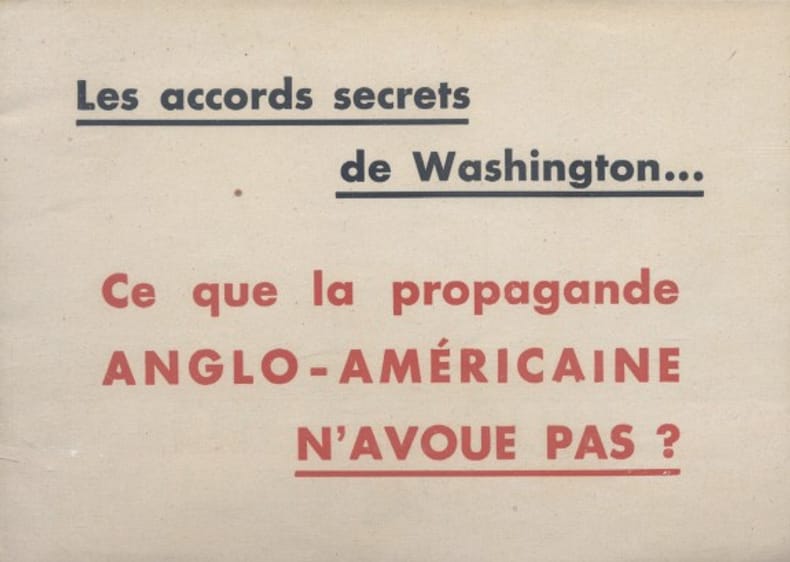 Les accords secrets
de Washington...
Ce que la propagande
ANGLO-AMÉRICAINE
N'AVOUE PAS ?